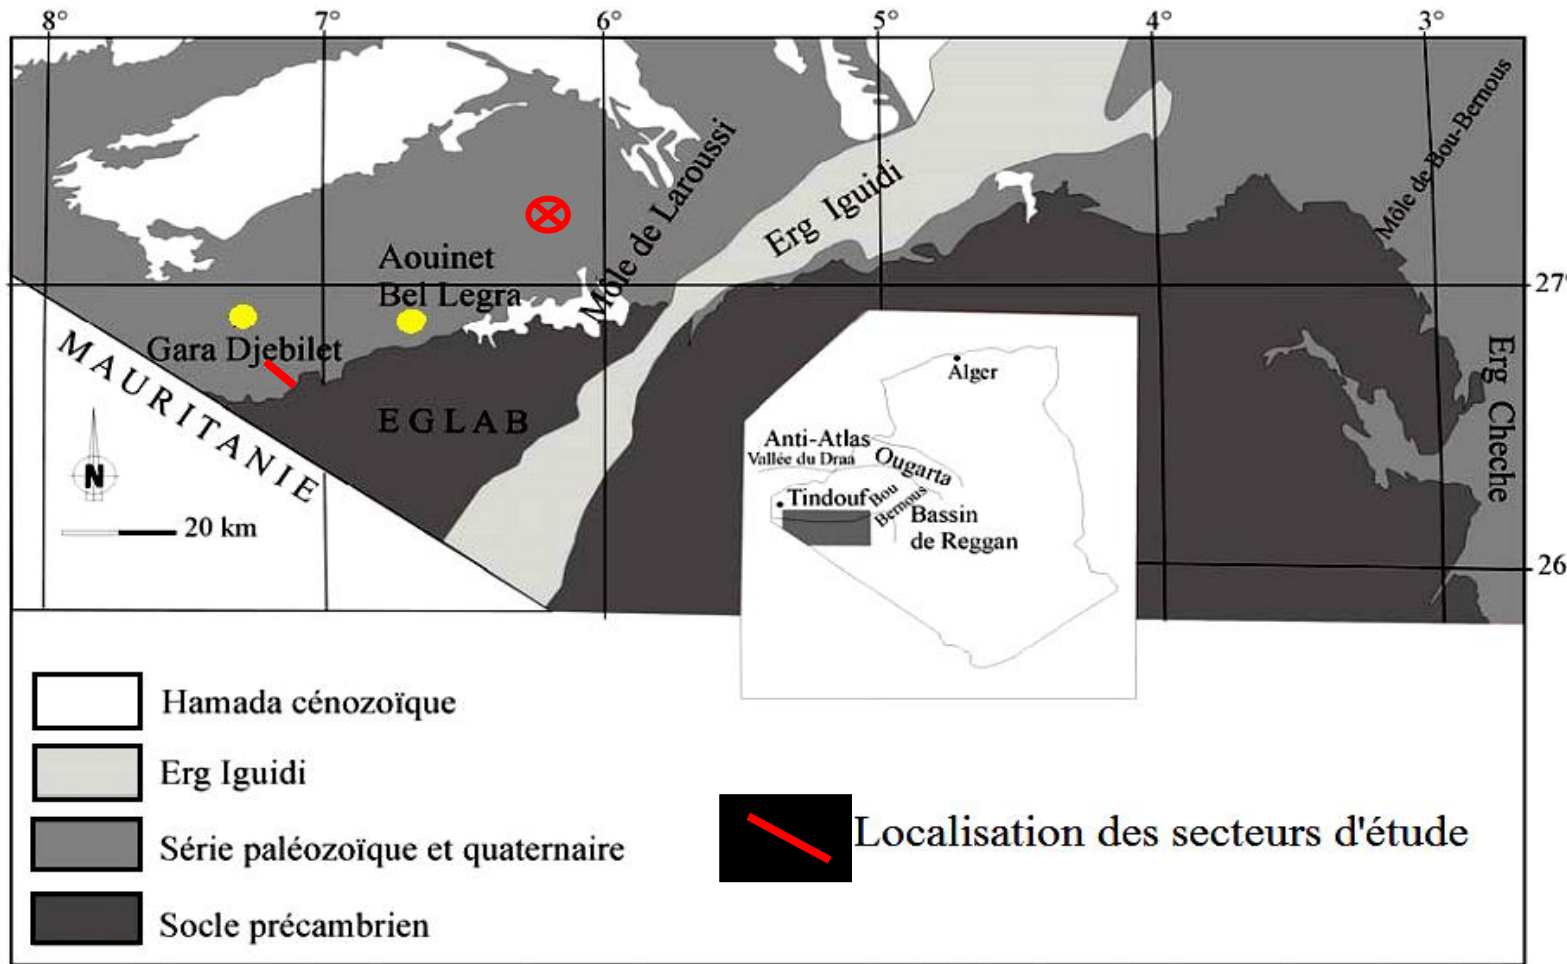 8°
7°
6°
5°
4°
3°
Môle de Laroussi
Erg Iguidi
Môle de Bou-Bernous
Aouinet
Bel Legra
27°
Gara Djebilet
MAURITANIE
EGLAB
Erg Cheche
N
20 km
Alger
Anti-Atlas
Vallée du Draa
Ougarta
Tindouf
Bou
Bernous
Bassin
de Reggan
26°
Hamada cénozoïque
Erg Iguidi
Série paléozoïque et quaternaire
Socle précambrien
Localisation des secteurs d'étude